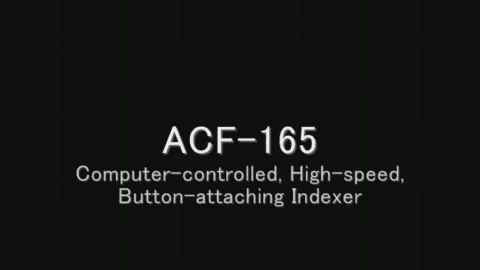 ACF-165
Computer-controlled, High-speed,
Button-attaching Indexer